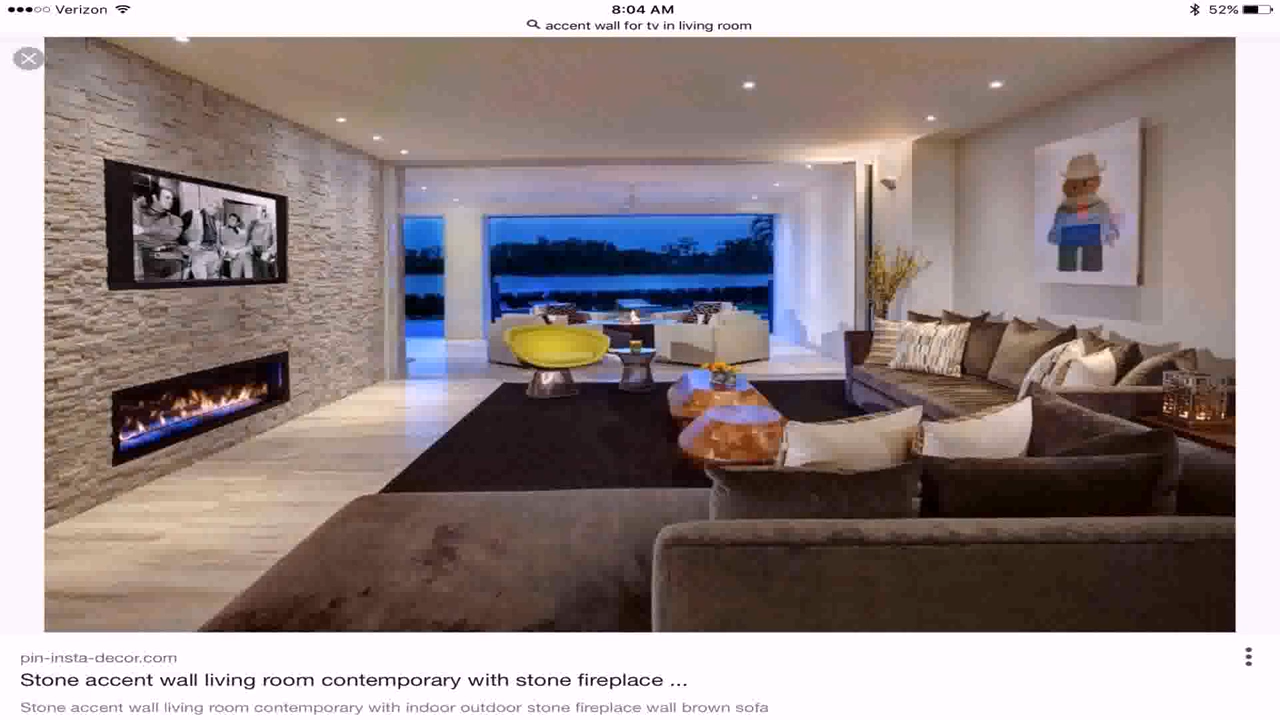 Verizon 8:04 AM 52%
accent wall for tv in living room
pin-insta-decor.com
Stone accent wall living room contemporary with stone fireplace ...
Stone accent wall living room contemporary with indoor outdoor stone fireplace wall brown sofa